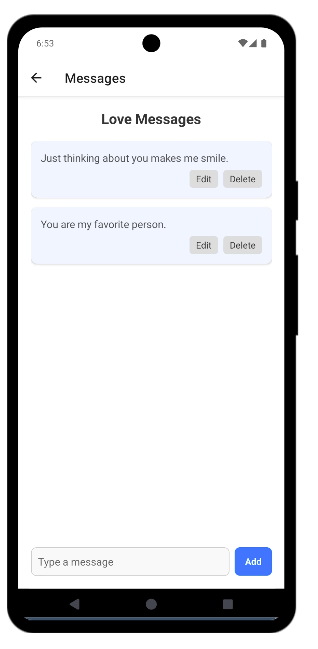 6:53
Messages
Love Messages
Just thinking about you makes me smile.
Edit Delete
You are my favorite person.
Edit Delete
Type a message Add